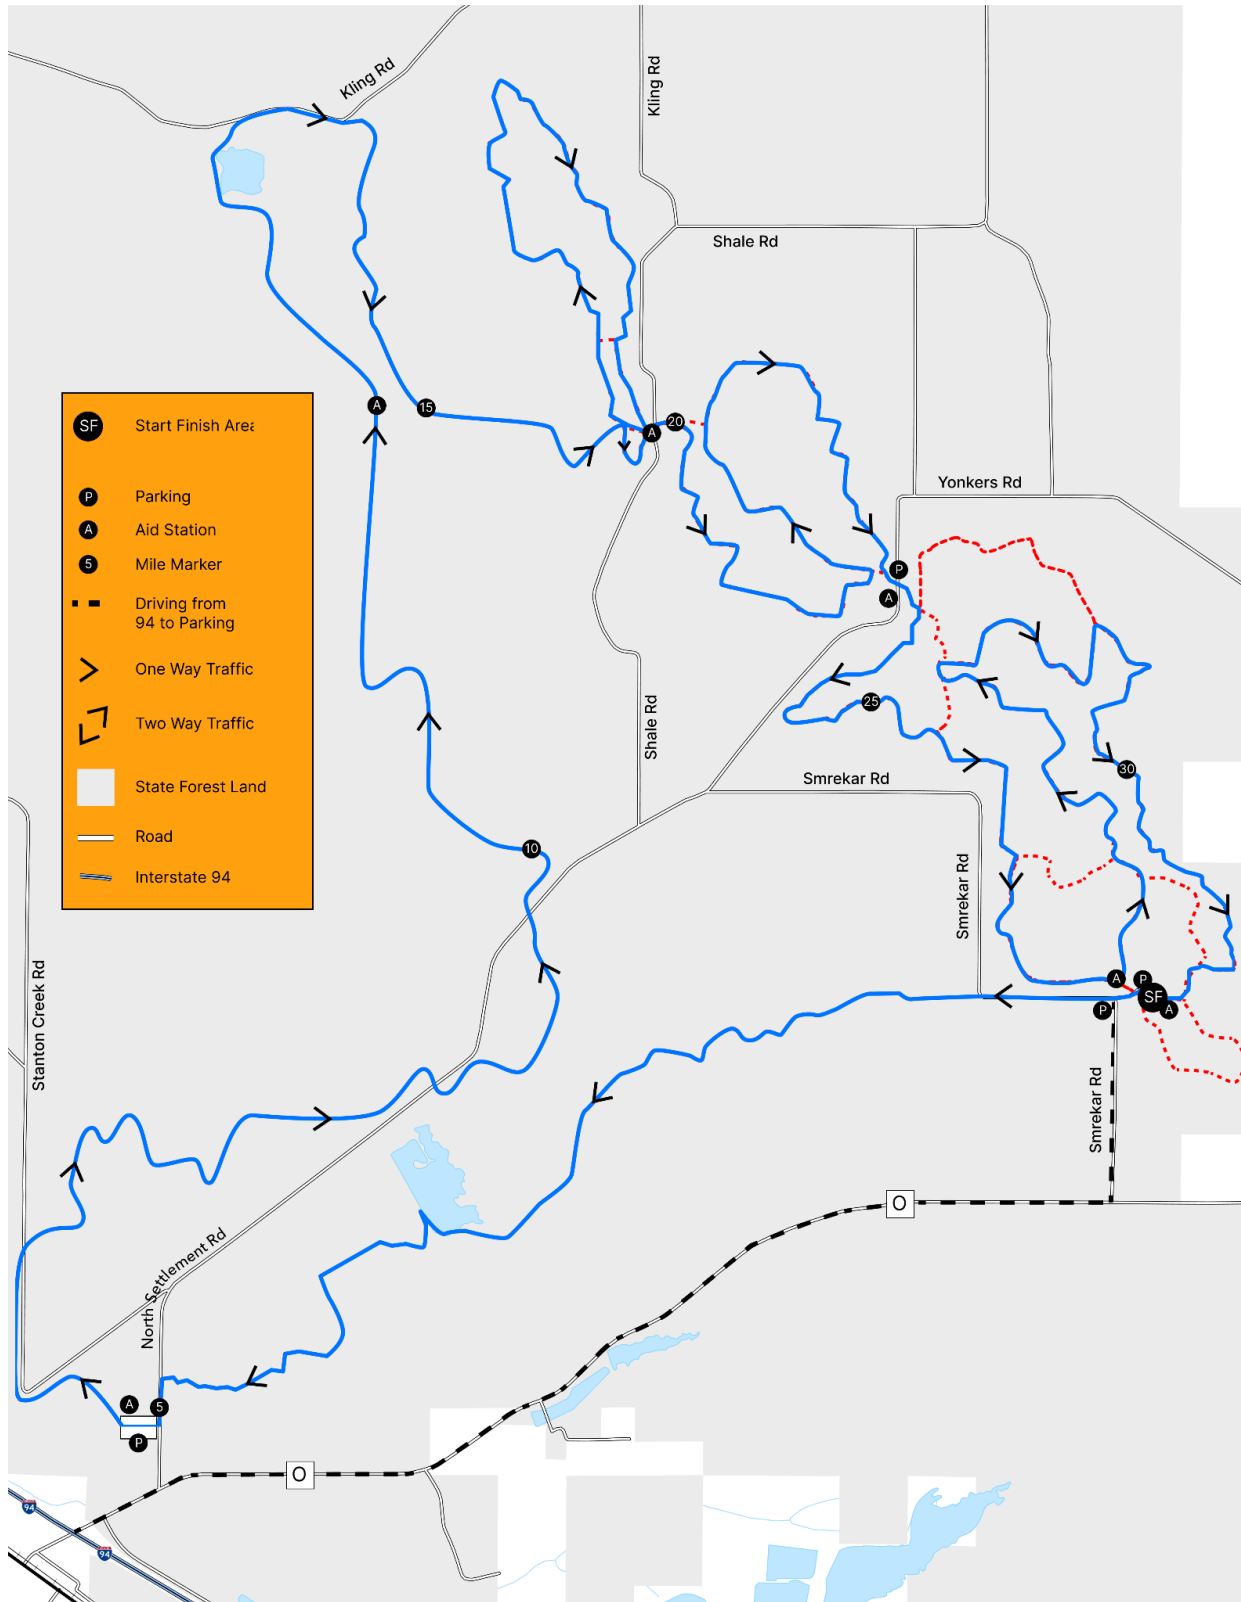 Kling Rd
Kling Rd
Shale Rd
A
15
20
A
SF
Start Finish Area
Yonkers Rd
P
Parking
A
Aid Station
5
Mile Marker
P
A
Driving from
94 to Parking
One Way Traffic
25
Two Way Traffic
Shale Rd
30
Smrekar Rd
State Forest Land
Road
10
Interstate 94
Smrekar Rd
Stanton Creek Rd
A
P
SF
P
A
Smrekar Rd
O
North Settlement Rd
A
5
P
O
94
94